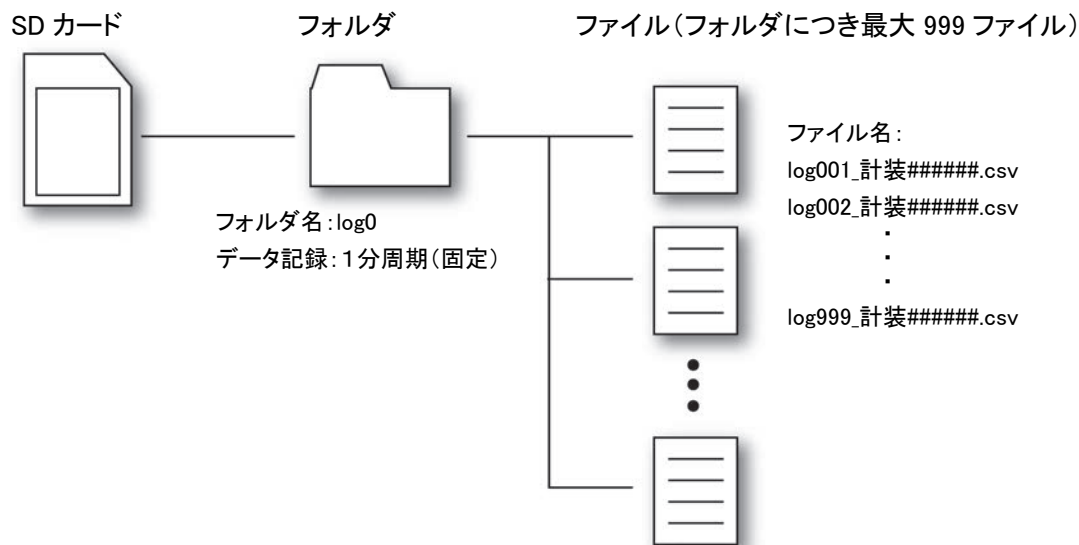 SD カード
フォルダ
ファイル（フォルダにつき最大 999 ファイル）
フォルダ名：log0
データ記録：１分周期（固定）
ファイル名：
log001_計装######.csv
log002_計装######.csv
・
・
・
log999_計装######.csv